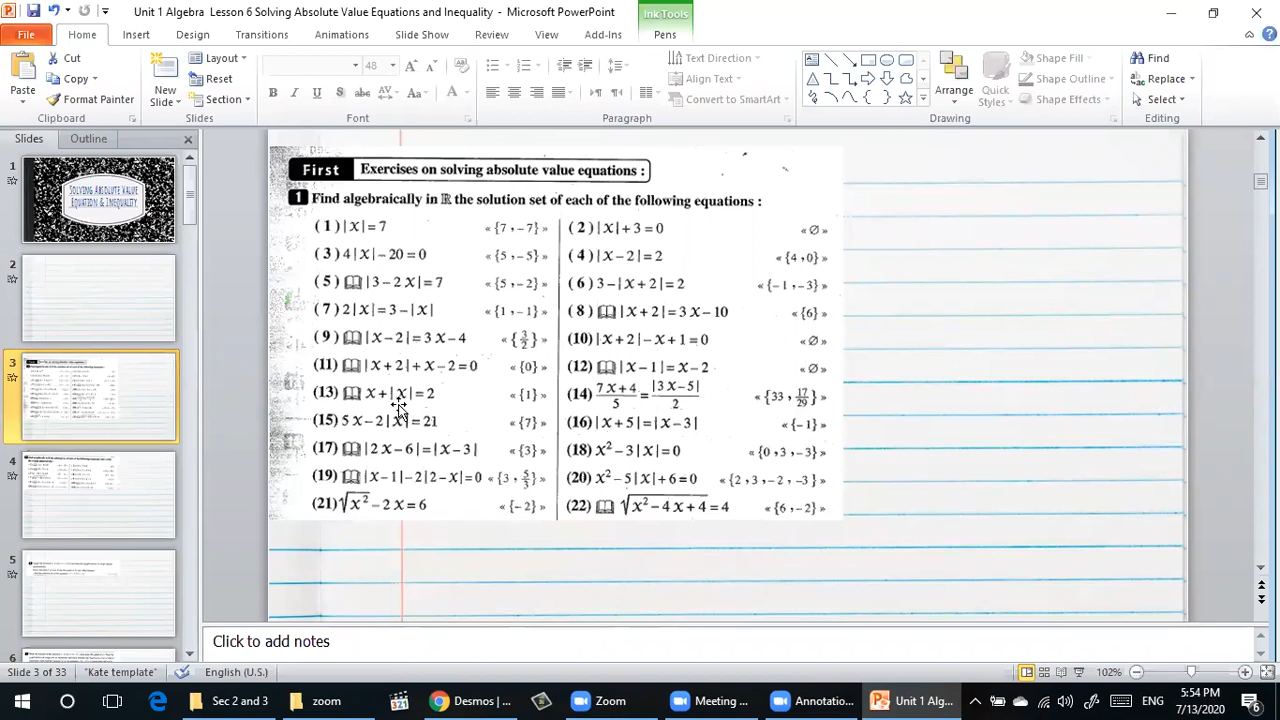 Unit 1 Algebra Lesson 6 Solving Absolute Value Equations and Inequality - Microsoft PowerPoint
Ink Tools
File Home Insert Design Transitions Animations Slide Show Review View Add-Ins Pens
Paste
Cut
Copy
Format Painter
Clipboard
New Slide
Layout
Reset
Section
Slides
48
B I U S abc AV Aa A
Font
Text Direction
Align Text
Convert to SmartArt
Paragraph
Arrange
Quick Styles
Shape Fill
Shape Outline
Shape Effects
Drawing
Find
Replace
Select
Editing
Slides Outline
1
SOLVING ABSOLUTE VALUE
EQUATION & INEQUALITY
2
3
4
5
6
First Exercises on solving absolute value equations :
1 Find algebraically in ℝ the solution set of each of the following equations :
(1) |x| = 7 « {7 , -7} » (2) |x| + 3 = 0 « ∅ »
(3) 4|x| - 20 = 0 « {5 , -5} » (4) |x - 2| = 2 « {4 , 0} »
(5) |3 - 2x| = 7 « {5 , -2} » (6) 3 - |x + 2| = 2 « {-1 , -3} »
(7) 2|x| = 3 - |x| « {1 , -1} » (8) |x + 2| = 3x - 10 « {6} »
(9) |x - 2| = 3x - 4 « {3/2} » (10) |x + 2| - x + 1 = 0 « ∅ »
(11) |x + 2| + x - 2 = 0 « {0} » (12) |x - 1| = x - 2 « ∅ »
(13) x + |x| = 2 « {1} » (14) (7x + 4)/5 = |3x - 5|/2 « {33 , 17/29} »
(15) 5x - 2|x| = 21 « {7} » (16) |x + 5| = |x - 3| « {-1} »
(17) |2x - 6| = |x - 3| « {3} » (18) x² - 3|x| = 0 « {0 , 3 , -3} »
(19) |x - 1| - 2|2 - x| = 0 « {3 , 5/3} » (20) x² - 5|x| + 6 = 0 « {2 , 3 , -2 , -3} »
(21) √x² - 2x = 6 « {-2} » (22) √(x² - 4x + 4) = 4 « {6 , -2} »
Click to add notes
Slide 3 of 33 "Kate template" English (U.S.) 102%
Sec 2 and 3 zoom 321 Desmos | ... Zoom Meeting ... Annotatio... Unit 1 Alg... ENG 5:54 PM
7/13/2020 6